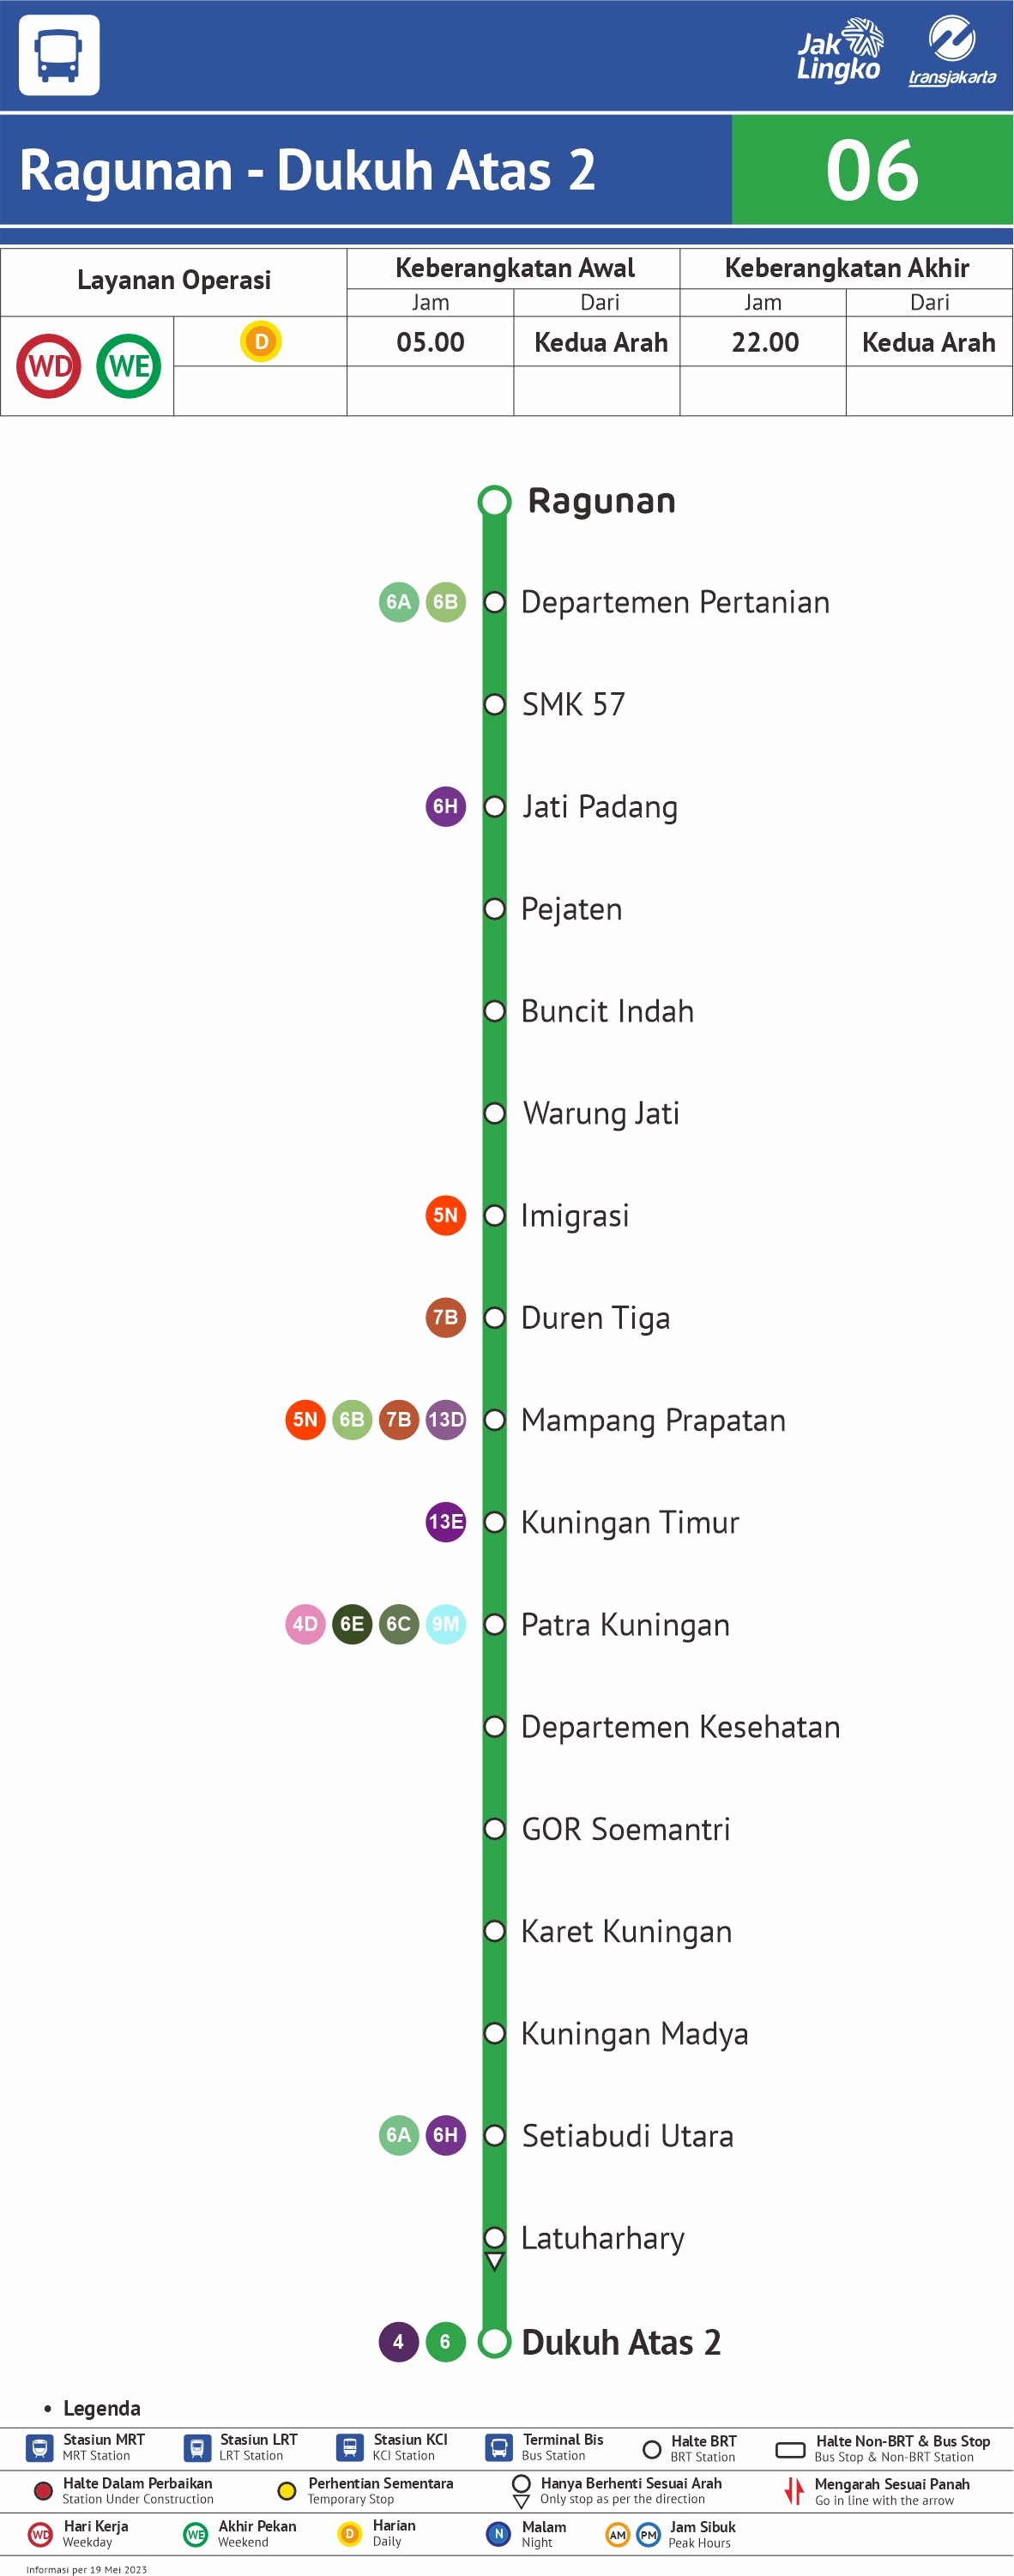 Jak
Lingko
transjakarta
Ragunan - Dukuh Atas 2
06
Layanan Operasi
Keberangkatan Awal
Keberangkatan Akhir
Jam
Dari
Jam
Dari
WD
WE
D
05.00
Kedua Arah
22.00
Kedua Arah
Ragunan
6A 6B Departemen Pertanian
SMK 57
6H Jati Padang
Pejaten
Buncit Indah
Warung Jati
5N Imigrasi
7B Duren Tiga
5N 6B 7B 13D Mampang Prapatan
13E Kuningan Timur
4D 6E 6C 9M Patra Kuningan
Departemen Kesehatan
GOR Soemantri
Karet Kuningan
Kuningan Madya
6A 6H Setiabudi Utara
Latuharhary
4 6 Dukuh Atas 2
• Legenda
Stasiun MRT
MRT Station
Stasiun LRT
LRT Station
Stasiun KCI
KCI Station
Terminal Bis
Bus Station
Halte BRT
BRT Station
Halte Non-BRT & Bus Stop
Bus Stop & Non-BRT Station
Halte Dalam Perbaikan
Station Under Construction
Perhentian Sementara
Temporary Stop
Hanya Berhenti Sesuai Arah
Only stop as per the direction
Mengarah Sesuai Panah
Go in line with the arrow
WD
Hari Kerja
Weekday
WE
Akhir Pekan
Weekend
D
Harian
Daily
N
Malam
Night
AM PM
Jam Sibuk
Peak Hours
Informasi per 19 Mei 2023